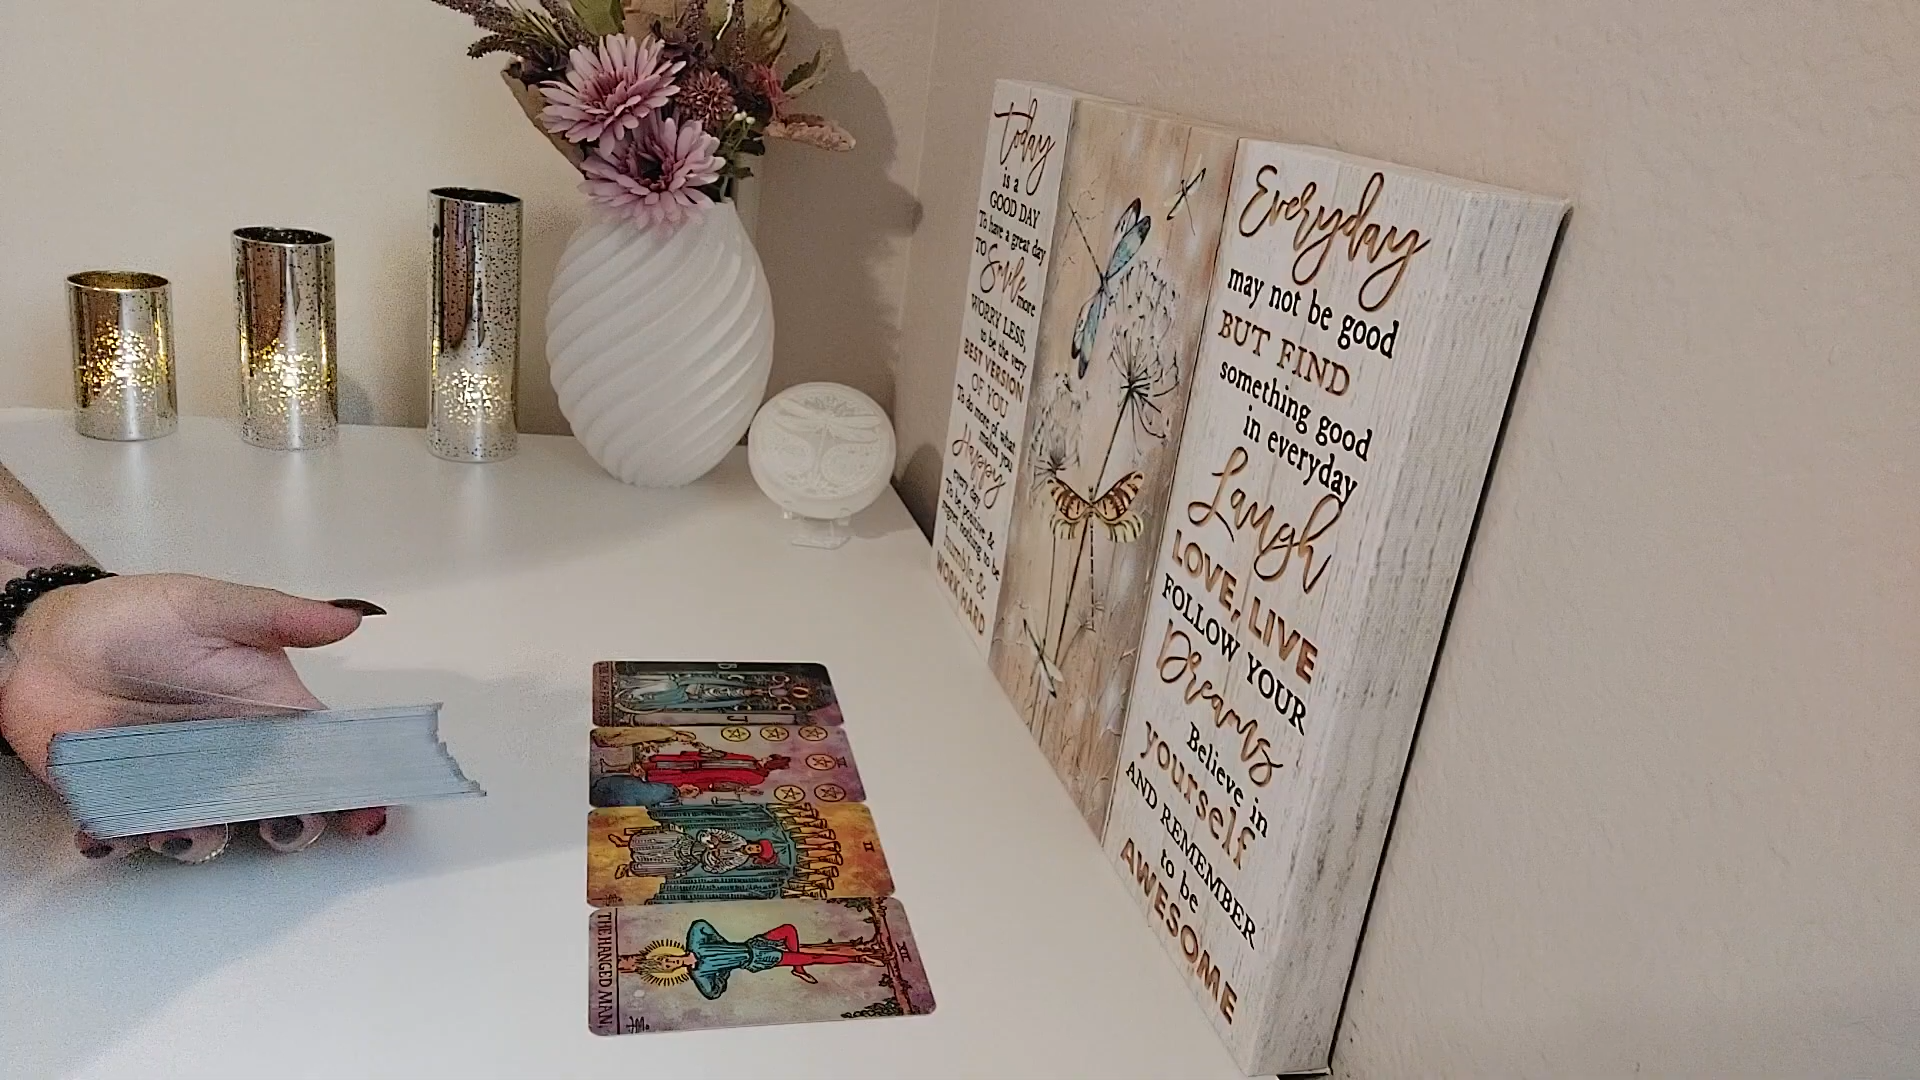 today
is a
GOOD DAY
To have a great day
TO Smile more
WORRY LESS,
to be the very
BEST VERSION
OF YOU
To do more of what
makes you
Happy
every day
To be positive &
regret nothing to be
humble &
WORK HARD
Everyday
may not be good
BUT FIND
something good
in everyday
Laugh
LOVE, LIVE
FOLLOW YOUR
Dreams
Believe in
yourself
AND REMEMBER
to be
AWESOME
THE HANGED MAN.
XII